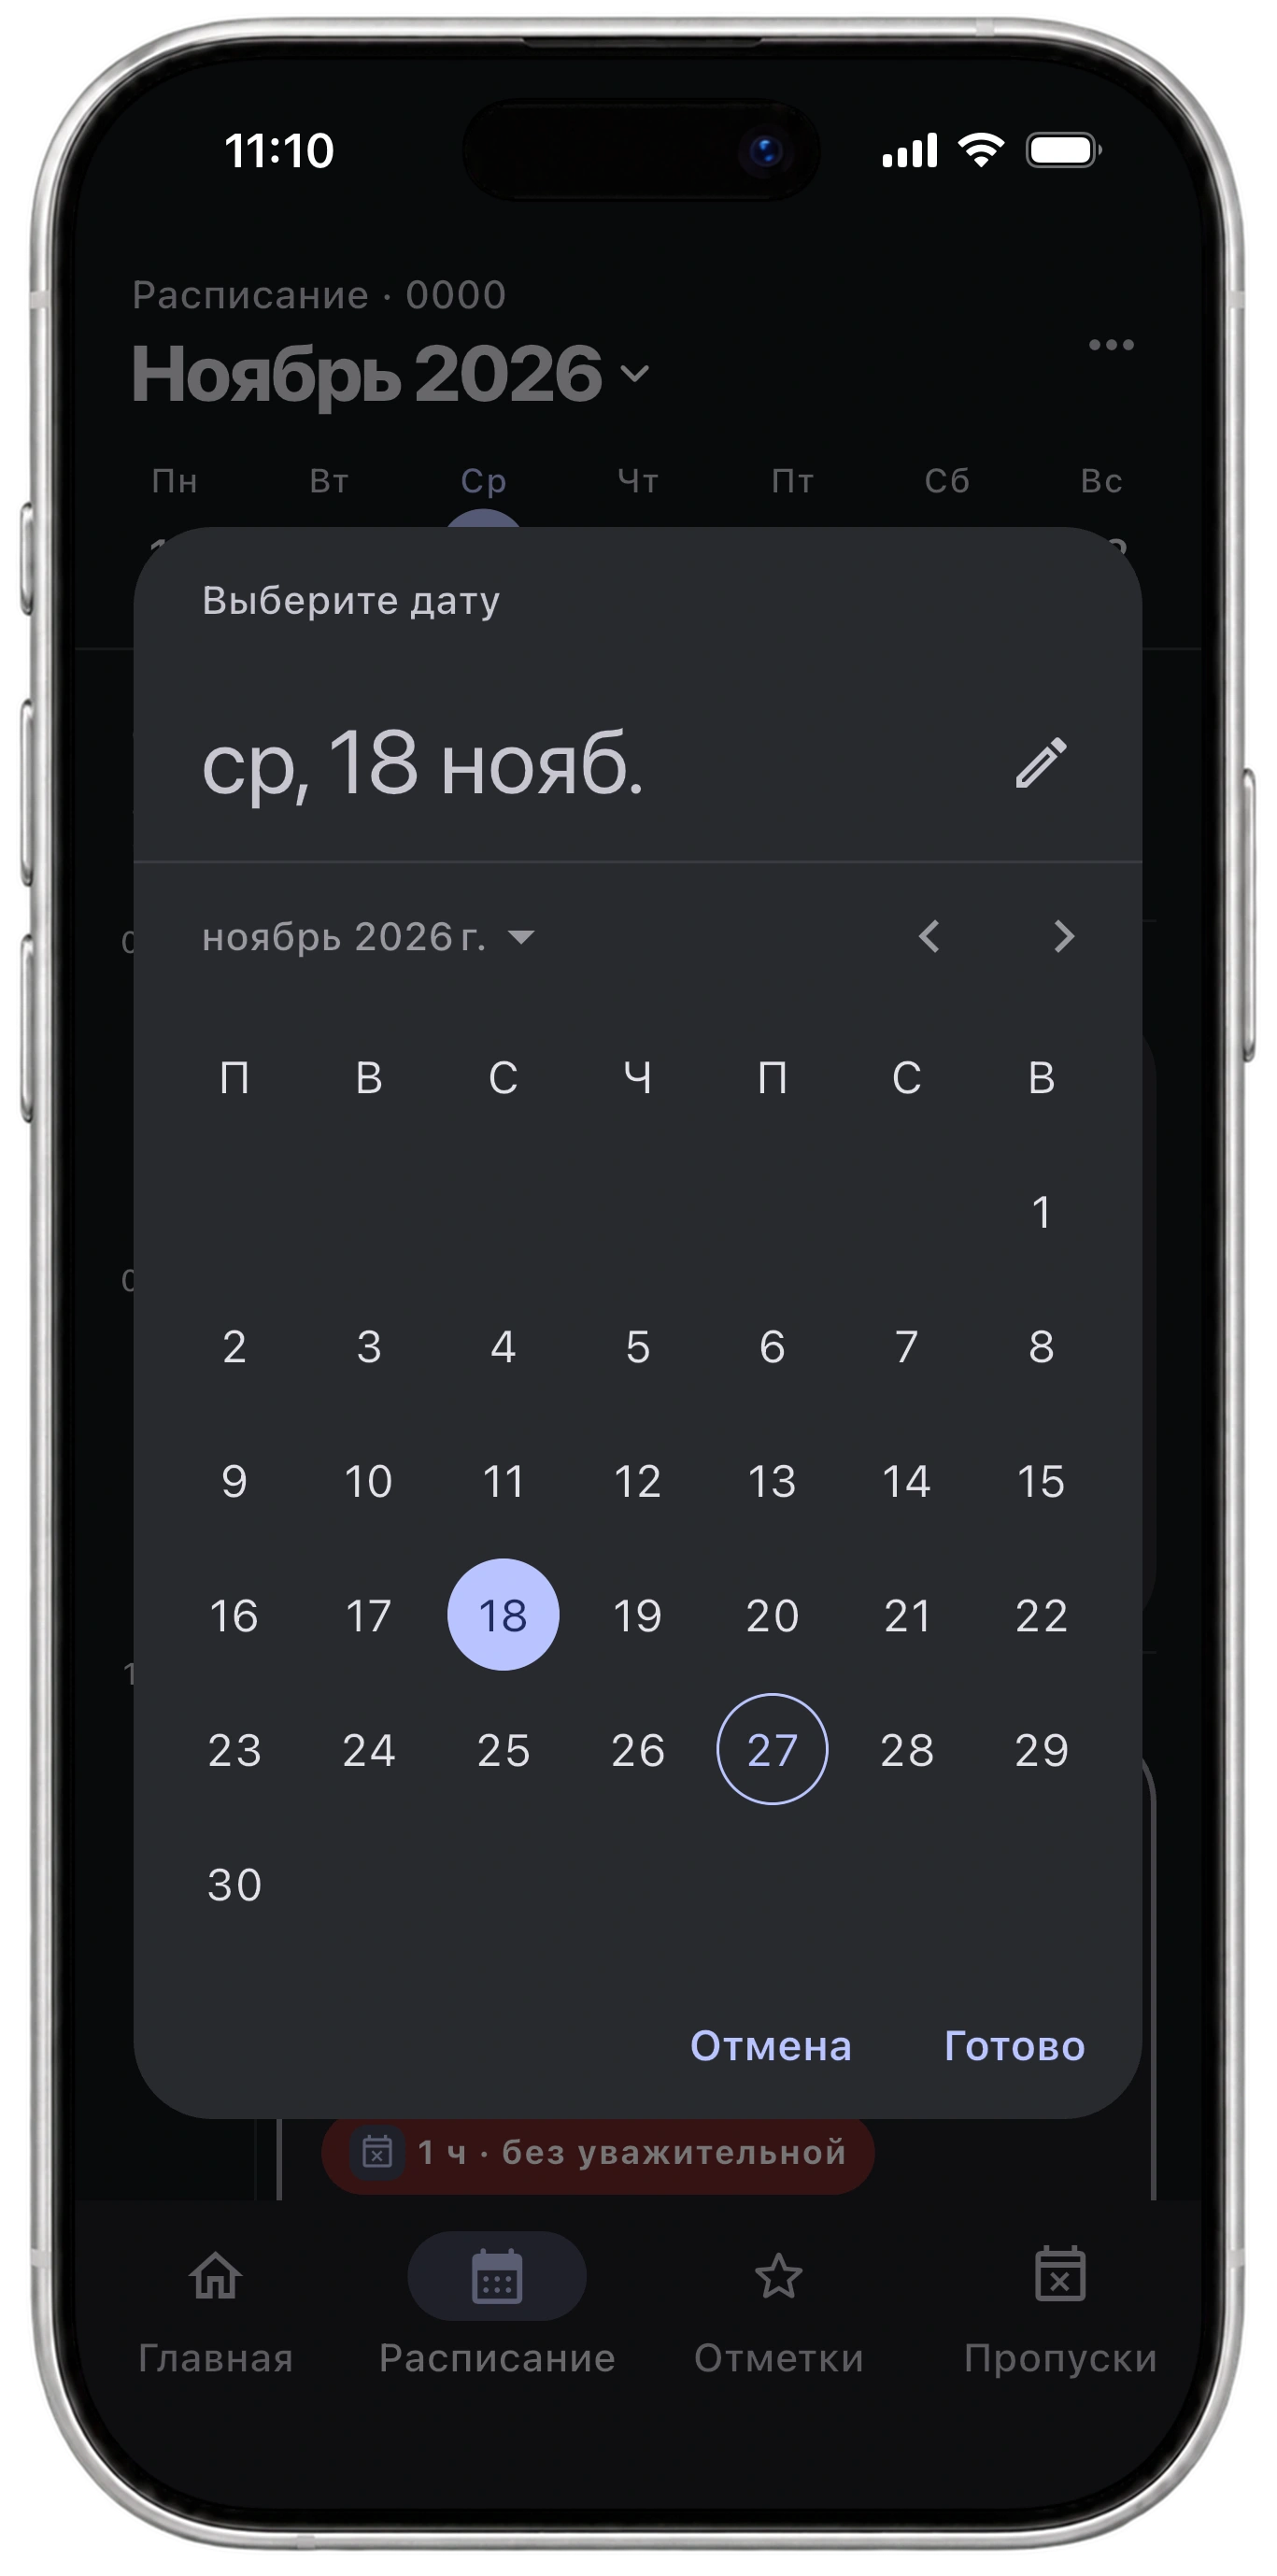 11:10
Расписание · 0000
Ноябрь 2026
Пн Вт Ср Чт Пт Сб Вс
Выберите дату
ср, 18 нояб.
ноябрь 2026 г.
П В С Ч П С В
1
2 3 4 5 6 7 8
9 10 11 12 13 14 15
16 17 18 19 20 21 22
23 24 25 26 27 28 29
30
Отмена Готово
1 ч · без уважительной
Главная Расписание Отметки Пропуски